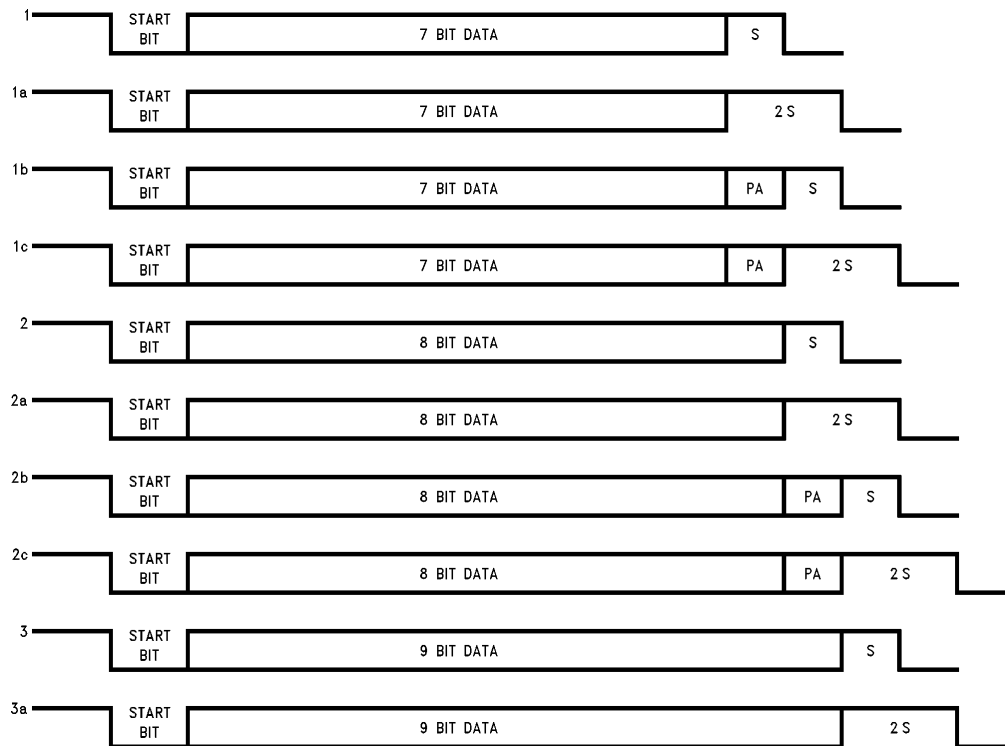 1 START BIT 7 BIT DATA S
1a START BIT 7 BIT DATA 2 S
1b START BIT 7 BIT DATA PA S
1c START BIT 7 BIT DATA PA 2 S
2 START BIT 8 BIT DATA S
2a START BIT 8 BIT DATA 2 S
2b START BIT 8 BIT DATA PA S
2c START BIT 8 BIT DATA PA 2 S
3 START BIT 9 BIT DATA S
3a START BIT 9 BIT DATA 2 S